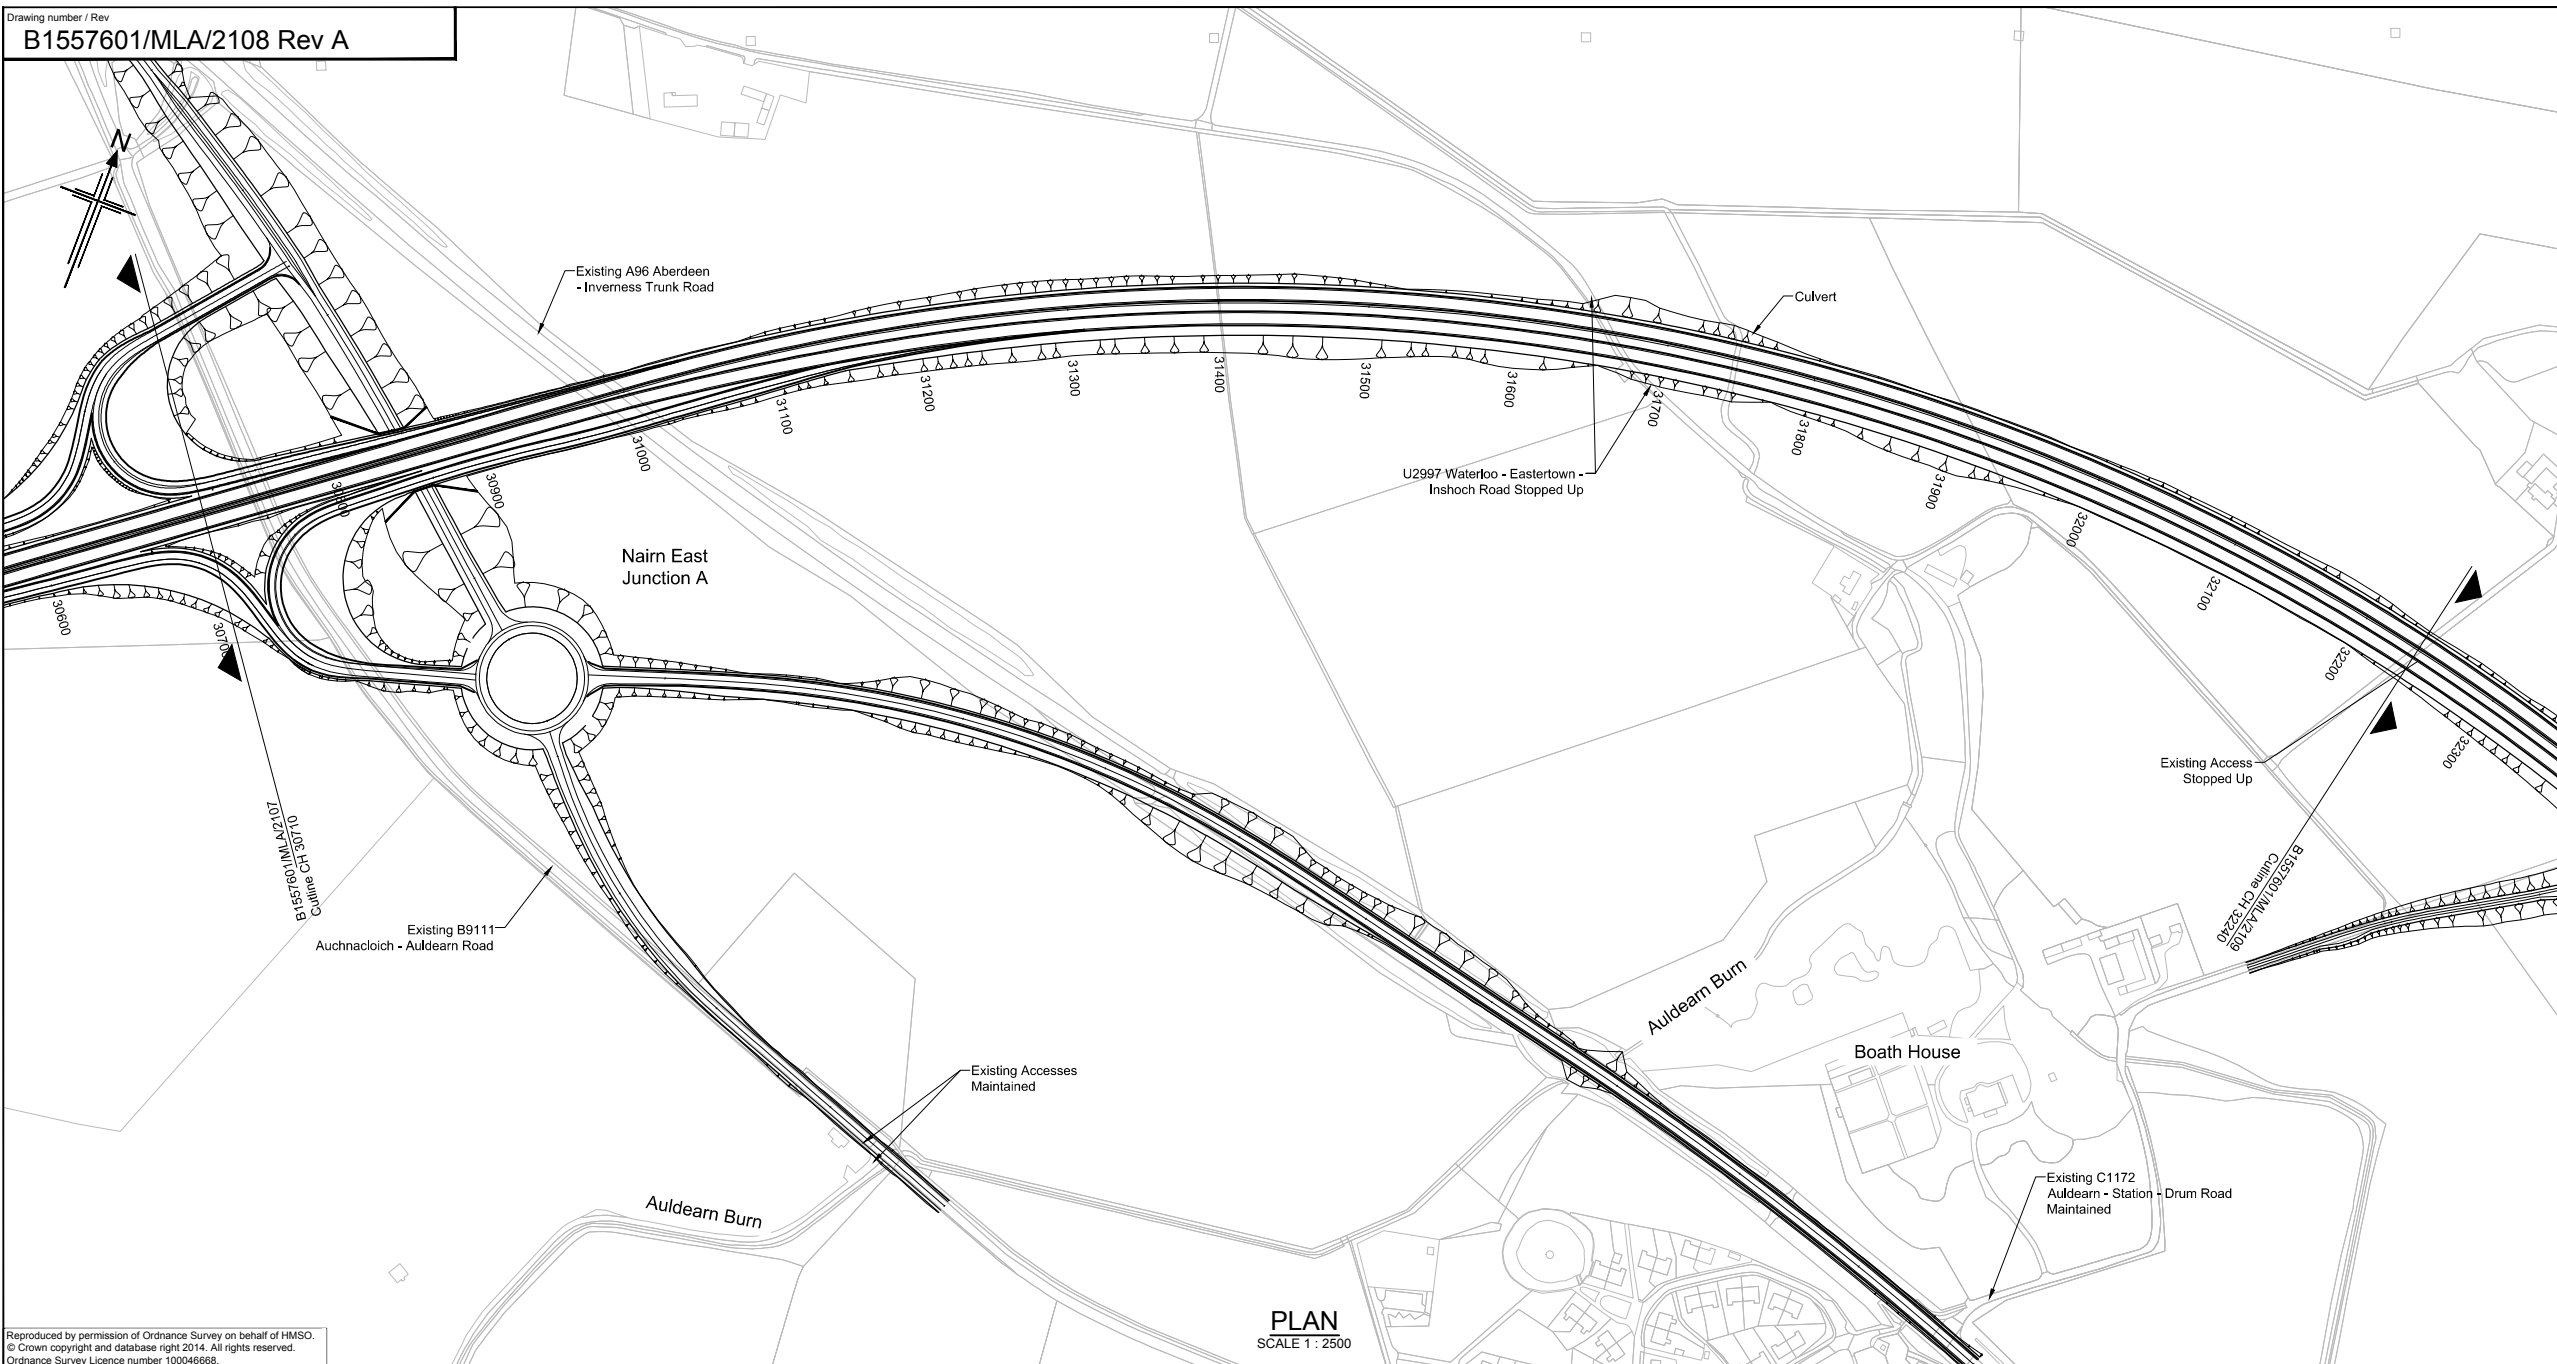 Drawing number / Rev
B1557601/MLA/2108 Rev A
N
Existing A96 Aberdeen
- Inverness Trunk Road
Culvert
U2997 Waterloo - Eastertown -
Inshoch Road Stopped Up
Nairn East
Junction A
30600
30900
31000
31100
31200
31300
31400
31500
31600
31700
31800
31900
32000
32100
32200
32300
Existing Access
Stopped Up
B1557601/MLA/2107
Cutline CH 30710
B1557601/MLA/2109
Cutline CH 32240
Existing B9111
Auchnacloich - Auldearn Road
Auldearn Burn
Boath House
Existing Accesses
Maintained
Auldearn Burn
Existing C1172
Auldearn - Station - Drum Road
Maintained
PLAN
SCALE 1 : 2500
Reproduced by permission of Ordnance Survey on behalf of HMSO.
© Crown copyright and database right 2014. All rights reserved.
Ordnance Survey Licence number 100046668.